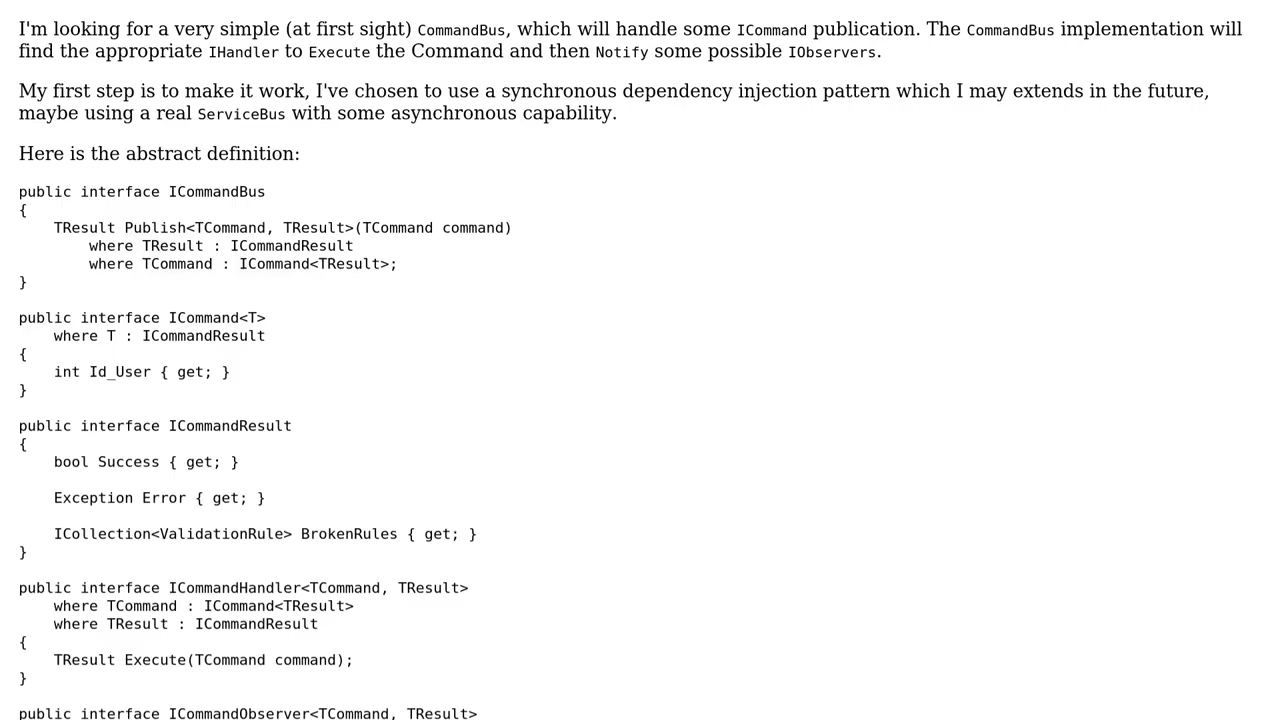 I'm looking for a very simple (at first sight) CommandBus, which will handle some ICommand publication. The CommandBus implementation will
find the appropriate IHandler to Execute the Command and then Notify some possible IObservers.
My first step is to make it work, I've chosen to use a synchronous dependency injection pattern which I may extends in the future,
maybe using a real ServiceBus with some asynchronous capability.
Here is the abstract definition:
public interface ICommandBus
{
    TResult Publish<TCommand, TResult>(TCommand command)
        where TResult : ICommandResult
        where TCommand : ICommand<TResult>;
}
public interface ICommand<T>
    where T : ICommandResult
{
    int Id_User { get; }
}
public interface ICommandResult
{
    bool Success { get; }
    Exception Error { get; }
    ICollection<ValidationRule> BrokenRules { get; }
}
public interface ICommandHandler<TCommand, TResult>
    where TCommand : ICommand<TResult>
    where TResult : ICommandResult
{
    TResult Execute(TCommand command);
}
public interface ICommandObserver<TCommand, TResult>